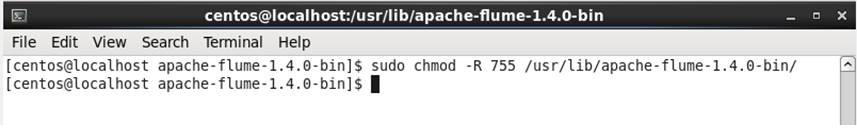 centos@localhost:/usr/lib/apache-flume-1.4.0-bin
File Edit View Search Terminal Help
[centos@localhost apache-flume-1.4.0-bin]$ sudo chmod -R 755 /usr/lib/apache-flume-1.4.0-bin/
[centos@localhost apache-flume-1.4.0-bin]$